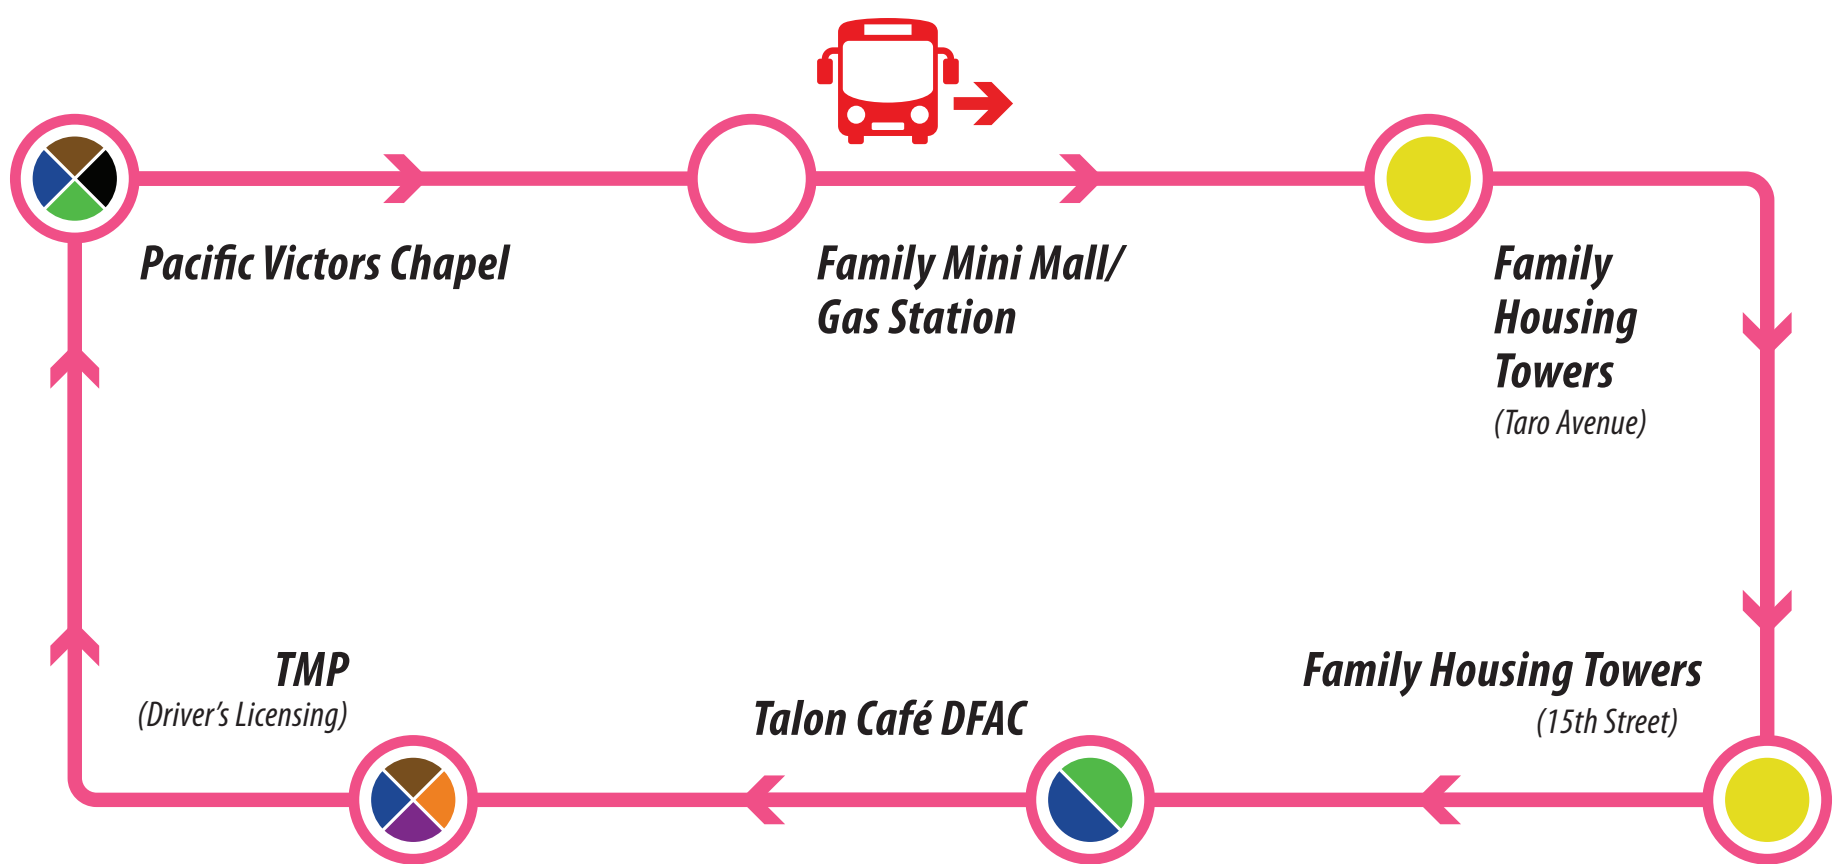 Pacific Victors Chapel
Family Mini Mall/
Gas Station
Family
Housing
Towers
(Taro Avenue)
TMP
(Driver’s Licensing)
Talon Café DFAC
Family Housing Towers
(15th Street)